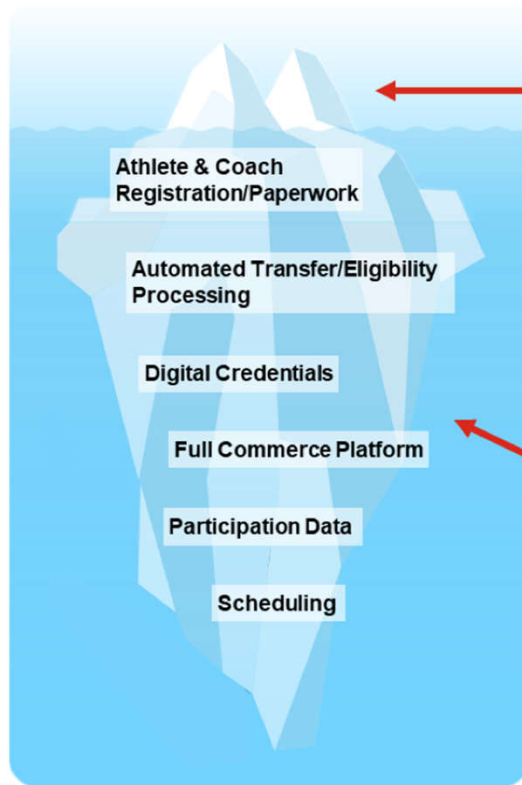 Athlete & Coach
Registration/Paperwork
Automated Transfer/Eligibility
Processing
Digital Credentials
Full Commerce Platform
Participation Data
Scheduling